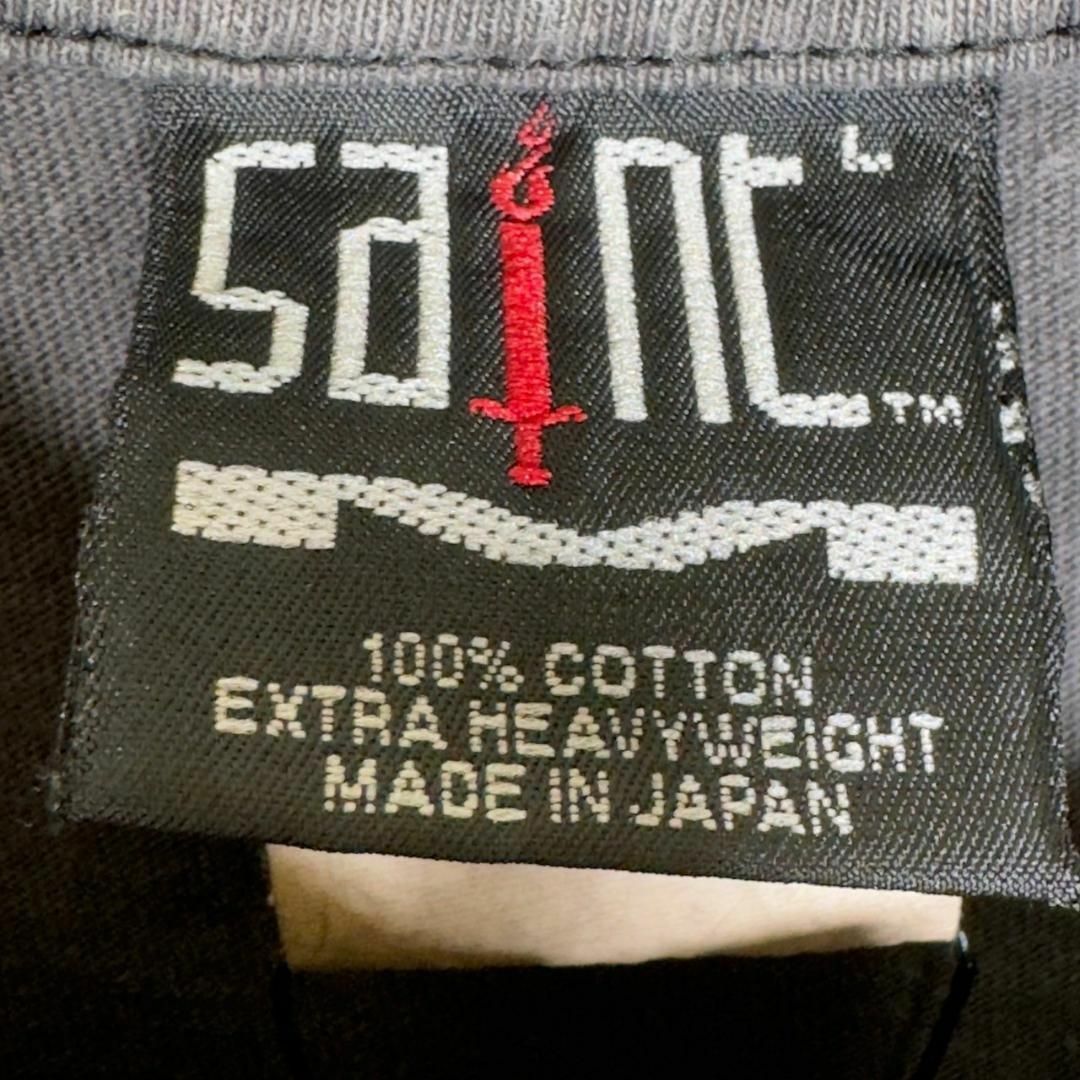 saint L ™
100% COTTON
EXTRA HEAVYWEIGHT
MADE IN JAPAN